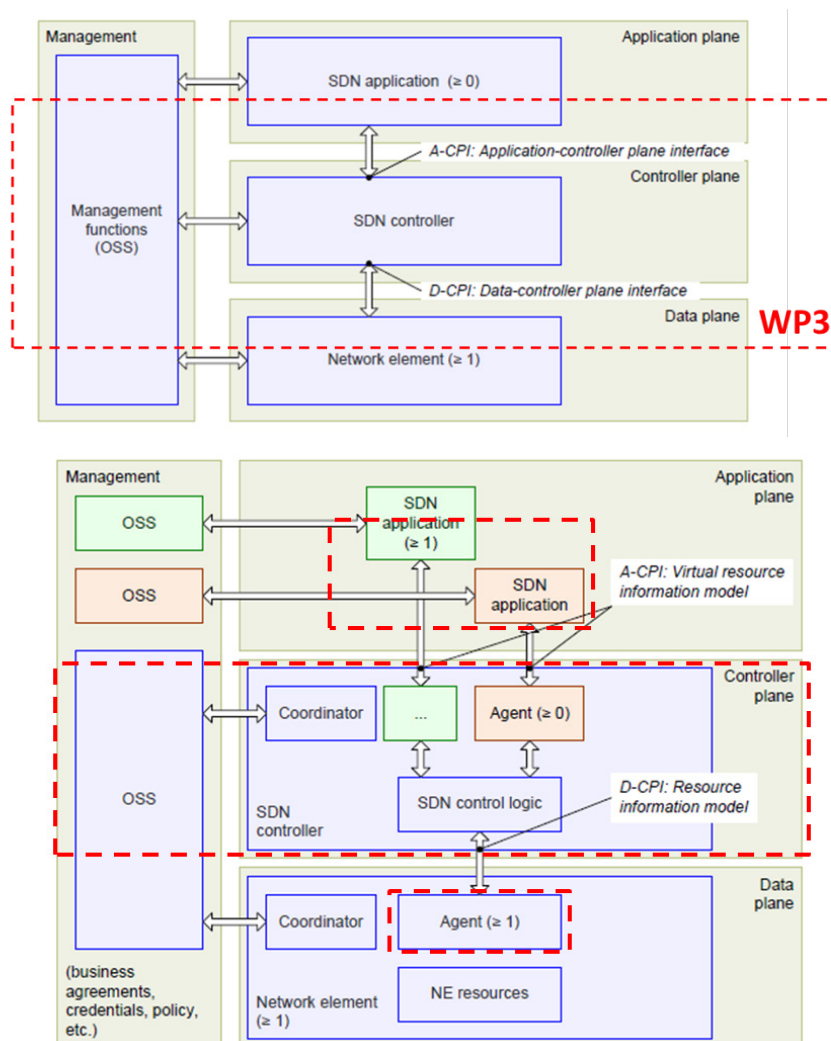 Management
Application plane
SDN application (≥ 0)
A-CPI: Application-controller plane interface
Controller plane
Management
functions
(OSS)
SDN controller
D-CPI: Data-controller plane interface
Data plane
WP3
Network element (≥ 1)
Management
Application
plane
OSS
SDN
application
(≥ 1)
A-CPI: Virtual resource
information model
OSS
SDN
application
Controller
plane
Coordinator
...
Agent (≥ 0)
OSS
SDN control logic
D-CPI: Resource
information model
SDN
controller
Data
plane
Coordinator
Agent (≥ 1)
(business
agreements,
credentials, policy,
etc.)
NE resources
Network element
(≥ 1)